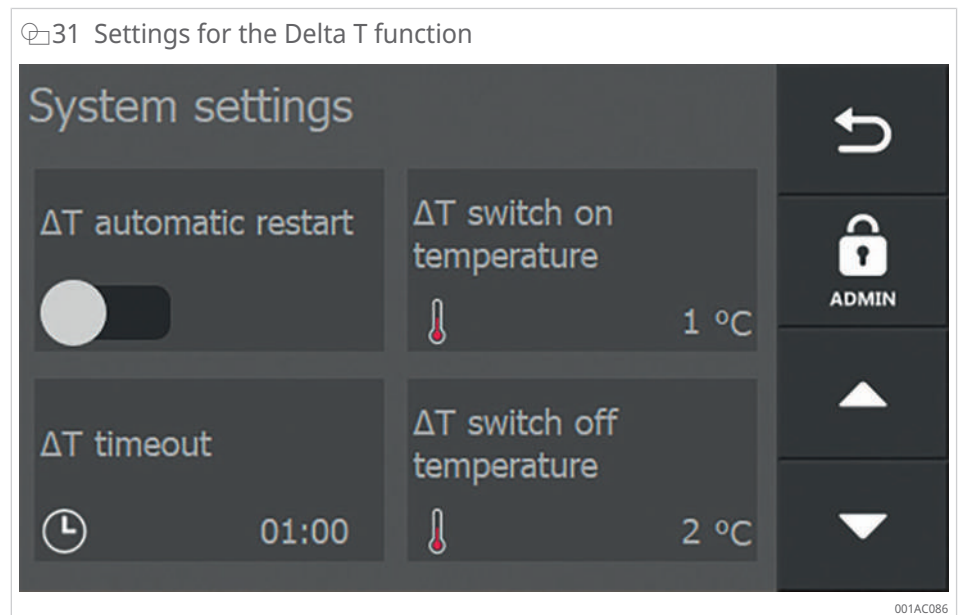 31 Settings for the Delta T function
System settings
ΔT automatic restart
ΔT switch on
temperature
1 °C
ADMIN
ΔT timeout
01:00
ΔT switch off
temperature
2 °C
001AC086